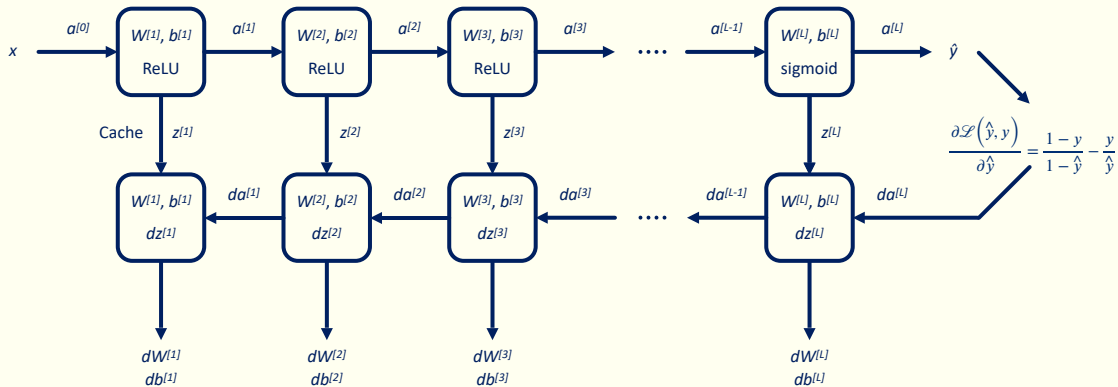 x a[0] W[1], b[1] a[1] W[2], b[2] a[2] W[3], b[3] a[3] .... a[L-1] W[L], b[L] a[L] ŷ
ReLU ReLU ReLU sigmoid
Cache z[1] z[2] z[3] z[L]
∂ℒ(ŷ, y)/∂ŷ = (1 − y)/(1 − ŷ) − y/ŷ
W[1], b[1] da[1] W[2], b[2] da[2] W[3], b[3] da[3] .... da[L-1] W[L], b[L] da[L]
dz[1] dz[2] dz[3] dz[L]
dW[1] dW[2] dW[3] dW[L]
db[1] db[2] db[3] db[L]